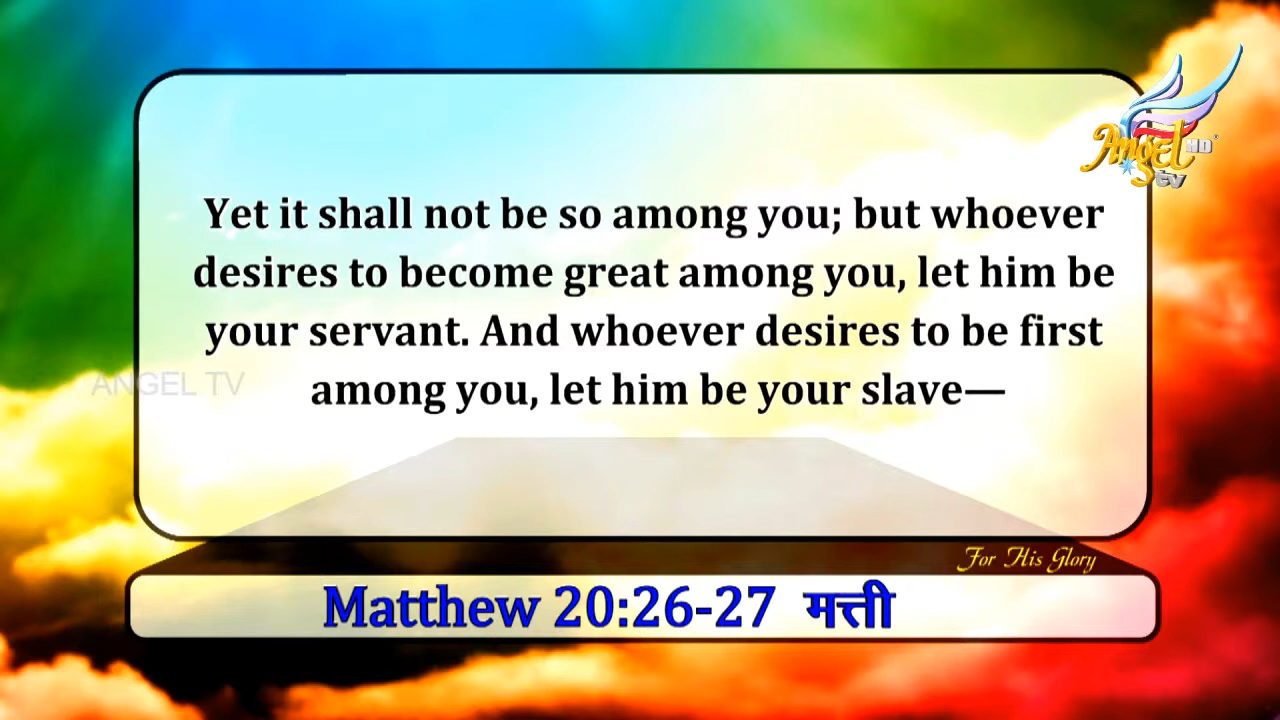 Angel HD
tv
Yet it shall not be so among you; but whoever
desires to become great among you, let him be
your servant. And whoever desires to be first
among you, let him be your slave—
ANGEL TV
For His Glory
Matthew 20:26-27 मत्ती